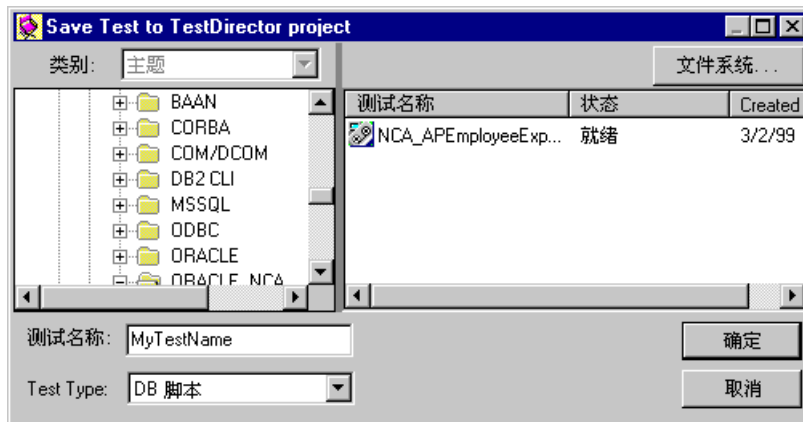 Save Test to TestDirector project
类别: 主题
文件系统...
BAAN
CORBA
COM/DCOM
DB2 CLI
MSSQL
ODBC
ORACLE
ORACLE_NCA
测试名称 状态 Created
NCA_APEmployeeExp... 就绪 3/2/99
测试名称: MyTestName
确定
Test Type: DB 脚本
取消